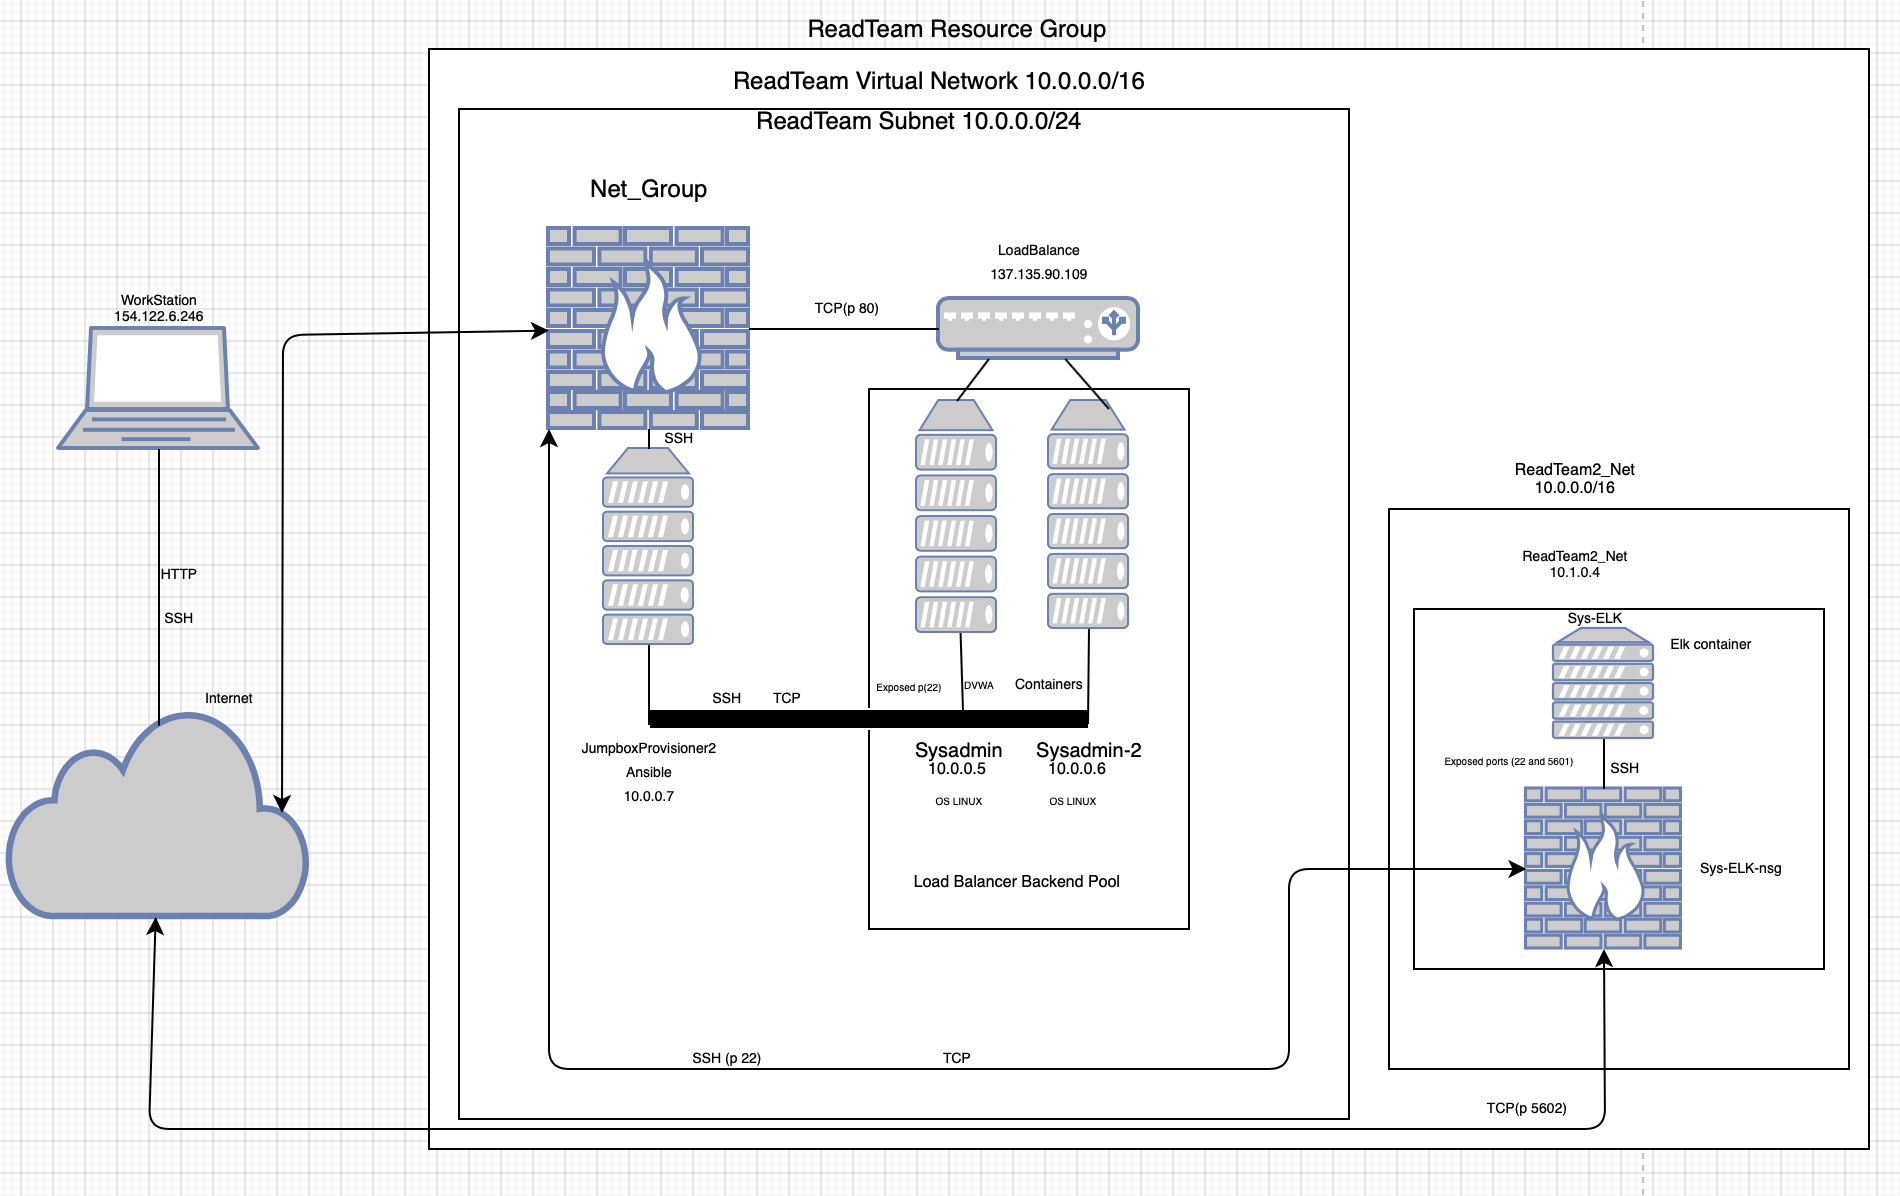 ReadTeam Resource Group
ReadTeam Virtual Network 10.0.0.0/16
ReadTeam Subnet 10.0.0.0/24
Net_Group
LoadBalance
137.135.90.109
TCP(p 80)
WorkStation
154.122.6.246
SSH
HTTP
SSH
Internet
SSH
TCP
Exposed p(22)
DVWA
Containers
JumpboxProvisioner2
Ansible
10.0.0.7
Sysadmin
10.0.0.5
OS LINUX
Sysadmin-2
10.0.0.6
OS LINUX
Load Balancer Backend Pool
ReadTeam2_Net
10.0.0.0/16
ReadTeam2_Net
10.1.0.4
Sys-ELK
Elk container
Exposed ports (22 and 5601)
SSH
Sys-ELK-nsg
SSH (p 22)
TCP
TCP(p 5602)